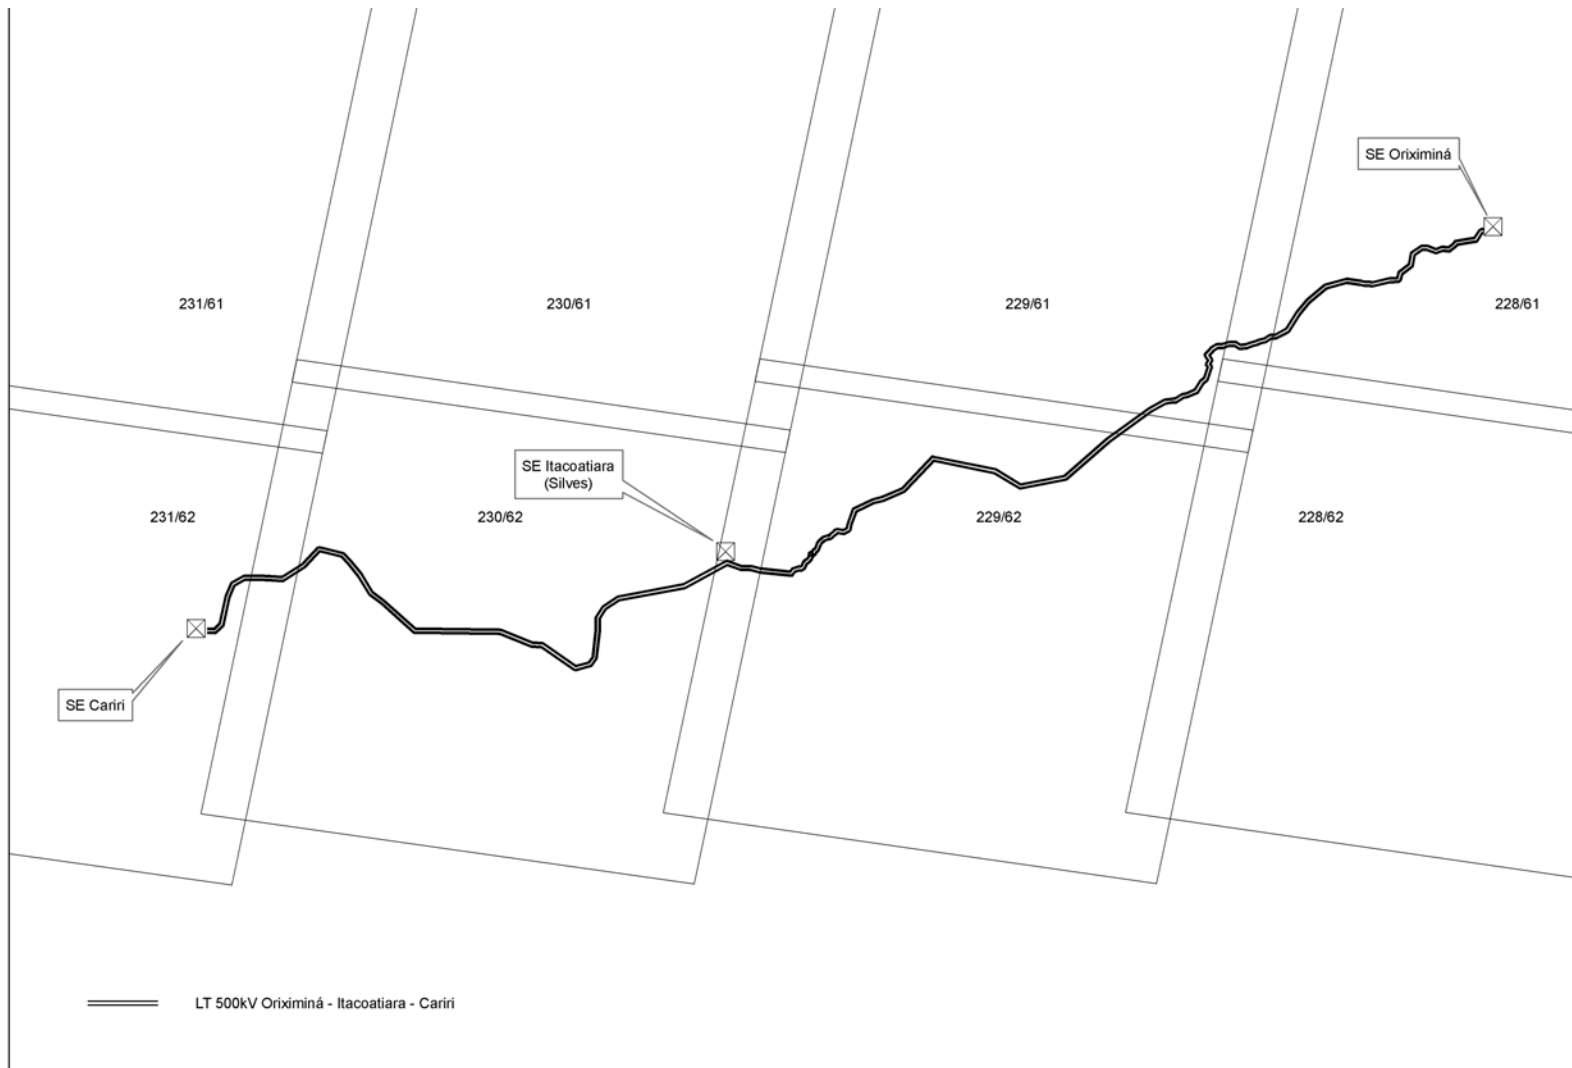 SE Oriximiná
231/61
230/61
229/61
228/61
SE Itacoatiara
(Silves)
231/62
230/62
229/62
228/62
SE Cariri
LT 500kV Oriximiná - Itacoatiara - Cariri